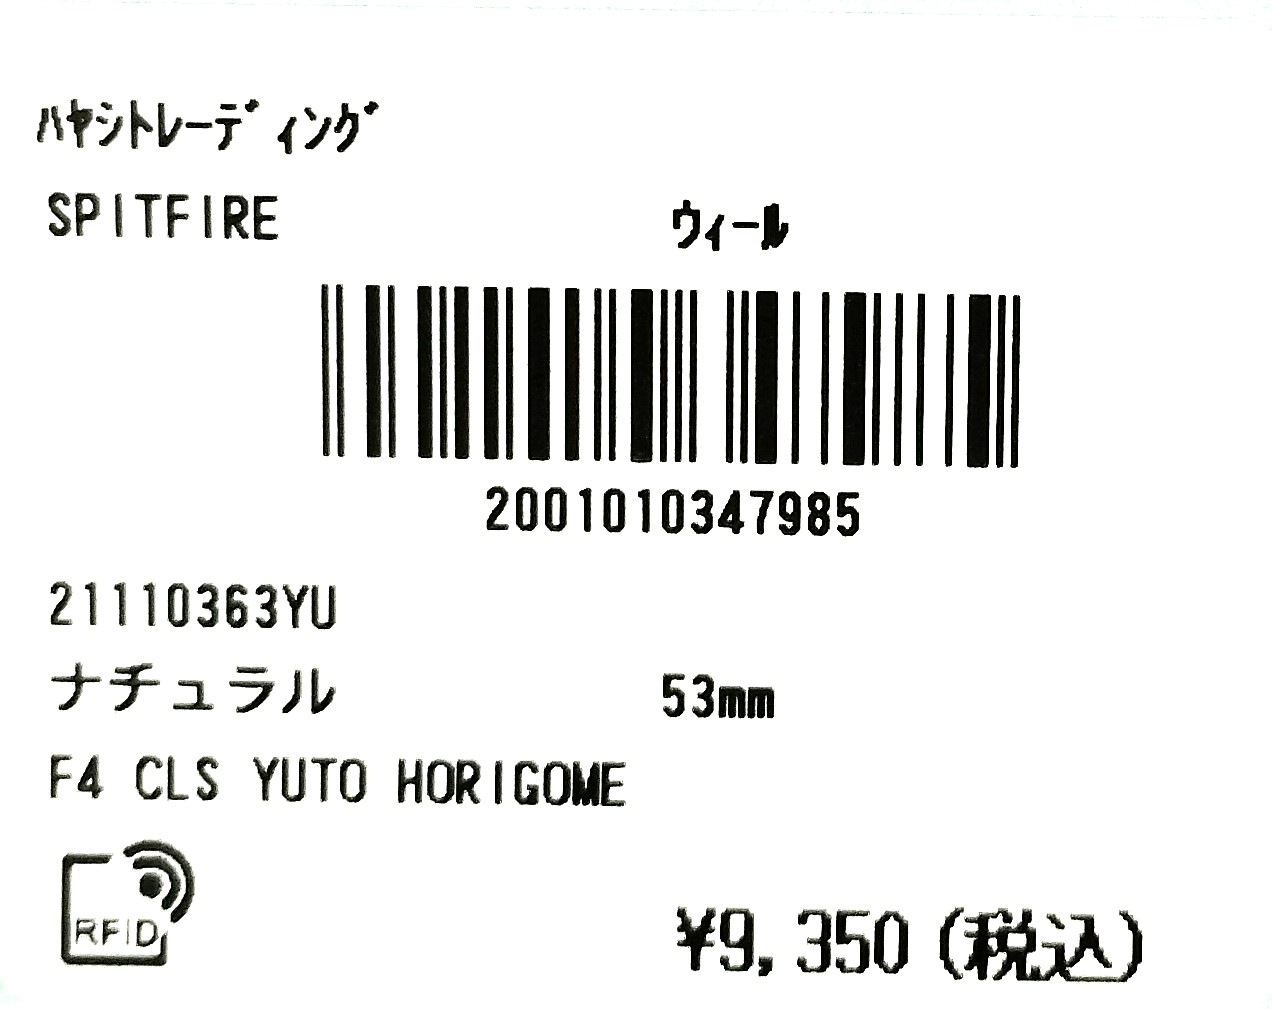 ﾊﾔｼﾄﾚｰﾃﾞｨﾝｸﾞ
SPITFIRE ｳｨｰﾙ
2001010347985
21110363YU
ナチュラル 53mm
F4 CLS YUTO HORIGOME
RFID
¥9,350(税込)